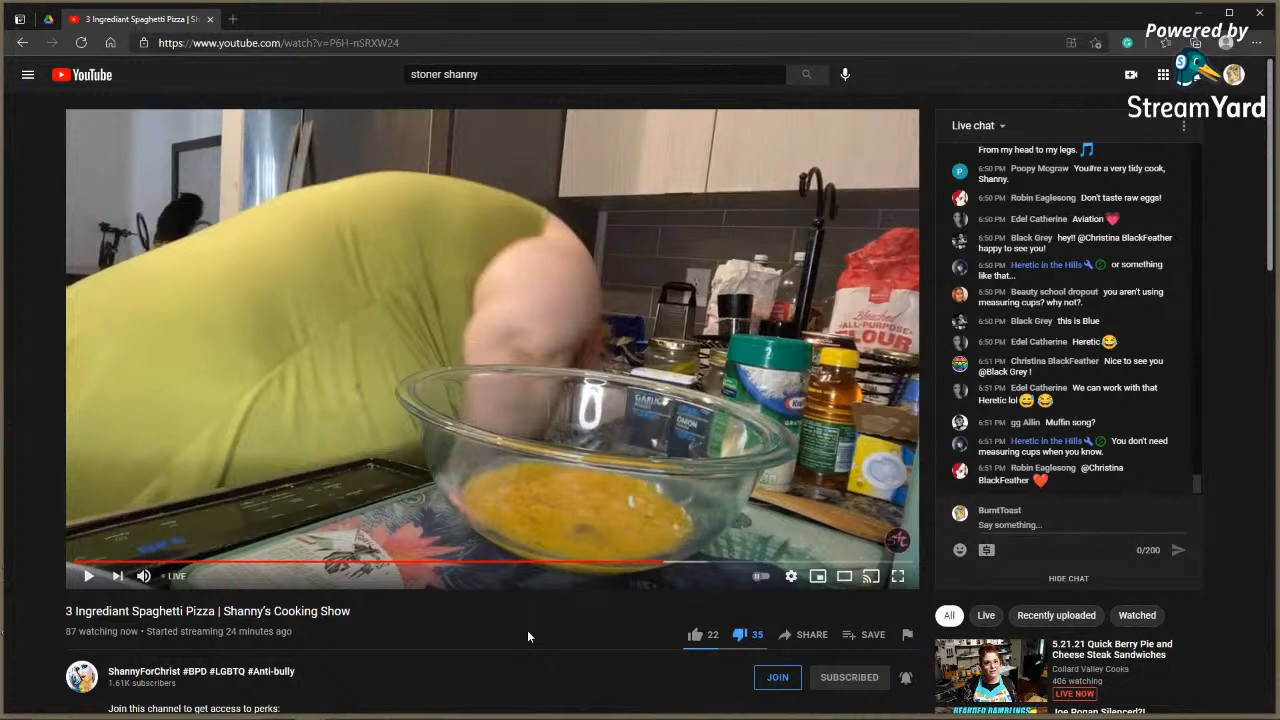 3 Ingrediant Spaghetti Pizza | Sh
Powered by
StreamYard
https://www.youtube.com/watch?v=P6H-nSRXW24
YouTube
stoner shanny
Bleached
ALL-PURPOSE
FLOUR
GARLIC
ONION
LIVE
3 Ingrediant Spaghetti Pizza | Shanny's Cooking Show
87 watching now • Started streaming 24 minutes ago
22
35
SHARE
SAVE
ShannyForChrist #BPD #LGBTQ #Anti-bully
1.61K subscribers
JOIN
SUBSCRIBED
Join this channel to get access to perks:
Live chat
From my head to my legs.
6:50 PM Poopy Mcgraw You#re a very tidy cook,
Shanny.
6:50 PM Robin Eaglesong Don't taste raw eggs!
6:50 PM Edel Catherine Aviation
6:50 PM Black Grey hey!! @Christina BlackFeather
happy to see you!
6:50 PM Heretic in the Hills or something
like that...
6:50 PM Beauty school dropout you aren't using
measuring cups? why not?.
6:50 PM Black Grey this is Blue
6:50 PM Edel Catherine Heretic
6:51 PM Christina BlackFeather Nice to see you
@Black Grey !
6:51 PM Edel Catherine We can work with that
Heretic lol
6:51 PM gg Allin Muffin song?
6:51 PM Heretic in the Hills You don't need
measuring cups when you know.
6:51 PM Robin Eaglesong @Christina
BlackFeather
BurntToast
Say something...
0/200
HIDE CHAT
All
Live
Recently uploaded
Watched
5.21.21 Quick Berry Pie and
Cheese Steak Sandwiches
Collard Valley Cooks
406 watching
LIVE NOW
BEARDED RAMBLINGS
Joe Rogan Silenced?!